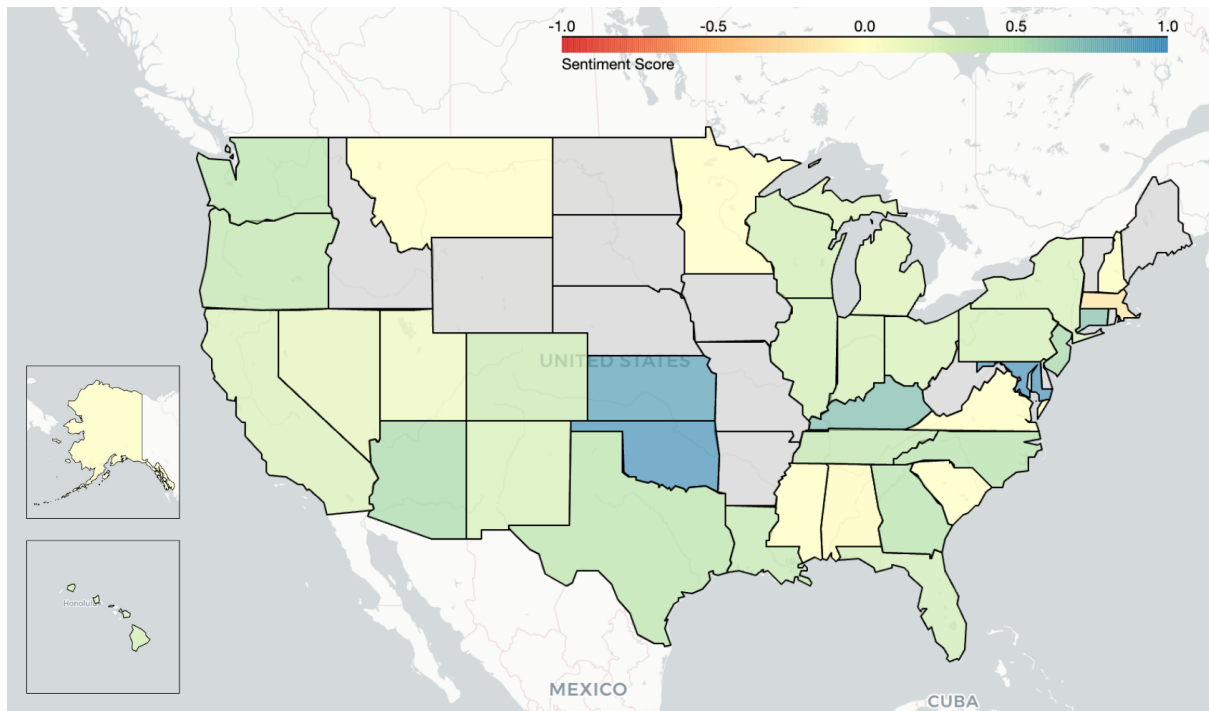 -1.0 -0.5 0.0 0.5 1.0
Sentiment Score
UNITED STATES
Honolulu
MEXICO
CUBA